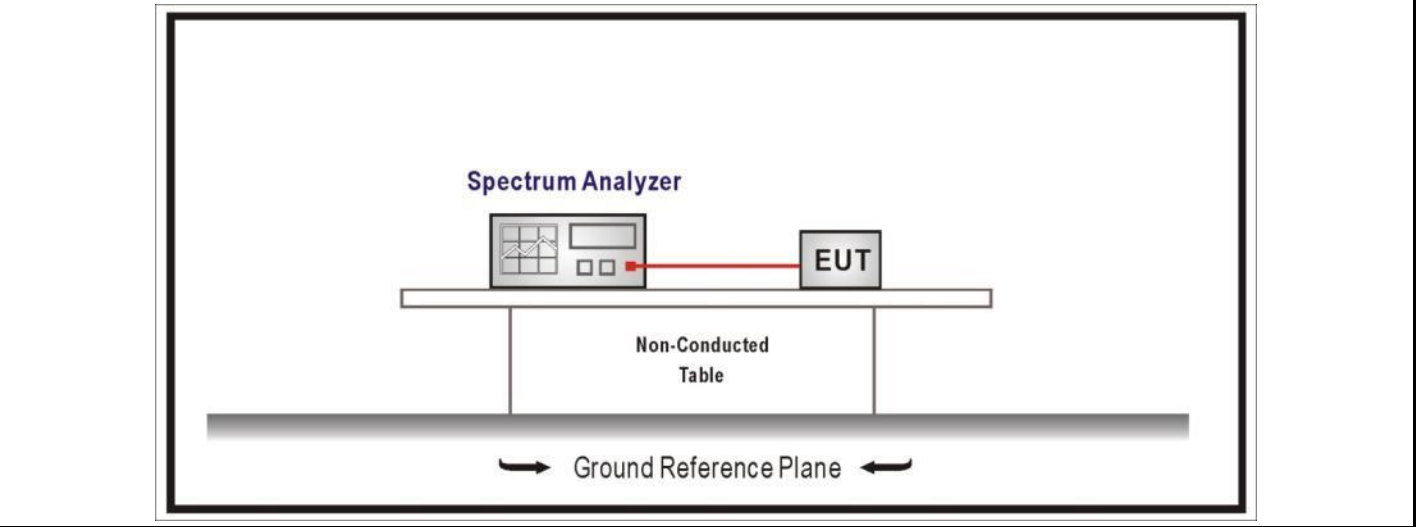 Spectrum Analyzer
EUT
Non-Conducted
Table
Ground Reference Plane